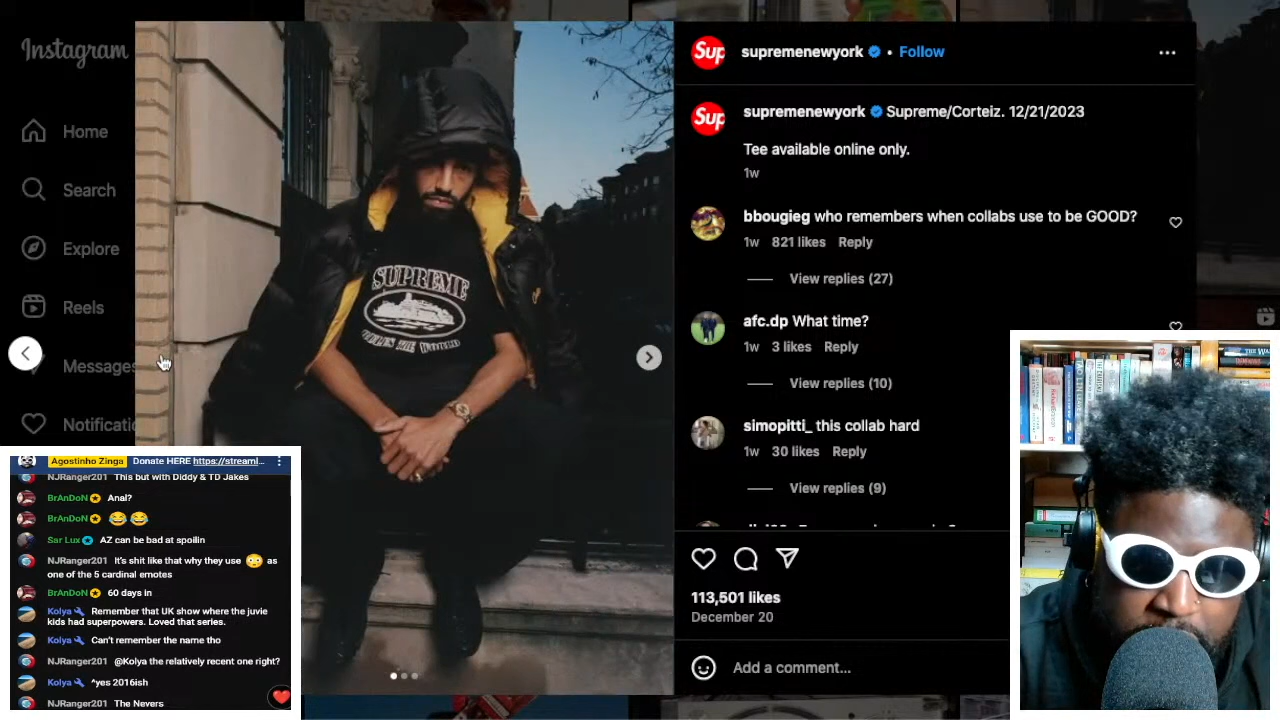 Instagram
Home
Search
Explore
Reels
Messages
Notificatio
SUPREME
RULES THE WORLD
Sup
supremenewyork • Follow
Sup
supremenewyork Supreme/Corteiz. 12/21/2023
Tee available online only.
1w
bbougieg who remembers when collabs use to be GOOD?
1w 821 likes Reply
View replies (27)
afc.dp What time?
1w 3 likes Reply
View replies (10)
simopitti_ this collab hard
1w 30 likes Reply
View replies (9)
113,501 likes
December 20
Add a comment...
Agostinho Zinga Donate HERE https://streaml...
NJRanger201 This but with Diddy & TD Jakes
BrAnDoN Anal?
BrAnDoN 😂😂
Sar Lux AZ can be bad at spoilin
NJRanger201 It's shit like that why they use 😳 as
one of the 5 cardinal emotes
BrAnDoN 60 days in
Kolya Remember that UK show where the juvie
kids had superpowers. Loved that series.
Kolya Can't remember the name tho
NJRanger201 @Kolya the relatively recent one right?
Kolya ^yes 2016ish
NJRanger201 The Nevers